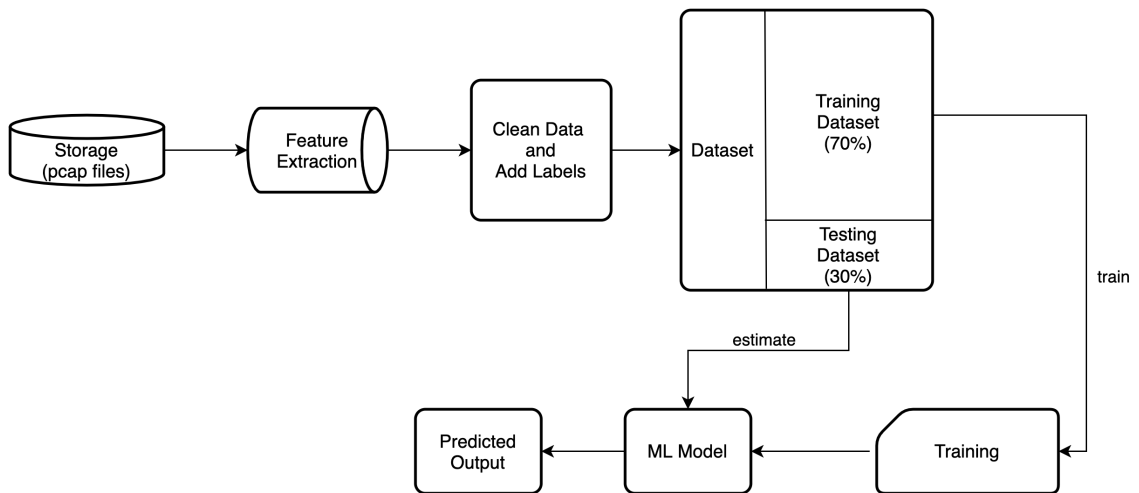 Storage
(pcap files)
Feature
Extraction
Clean Data
and
Add Labels
Dataset
Training
Dataset
(70%)
Testing
Dataset
(30%)
train
estimate
Predicted
Output
ML Model
Training